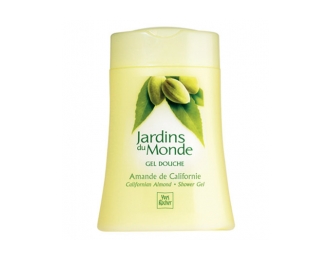 Jardins
du Monde
GEL DOUCHE
Amande de Californie
Californian Almond • Shower Gel
Yves
Rocher